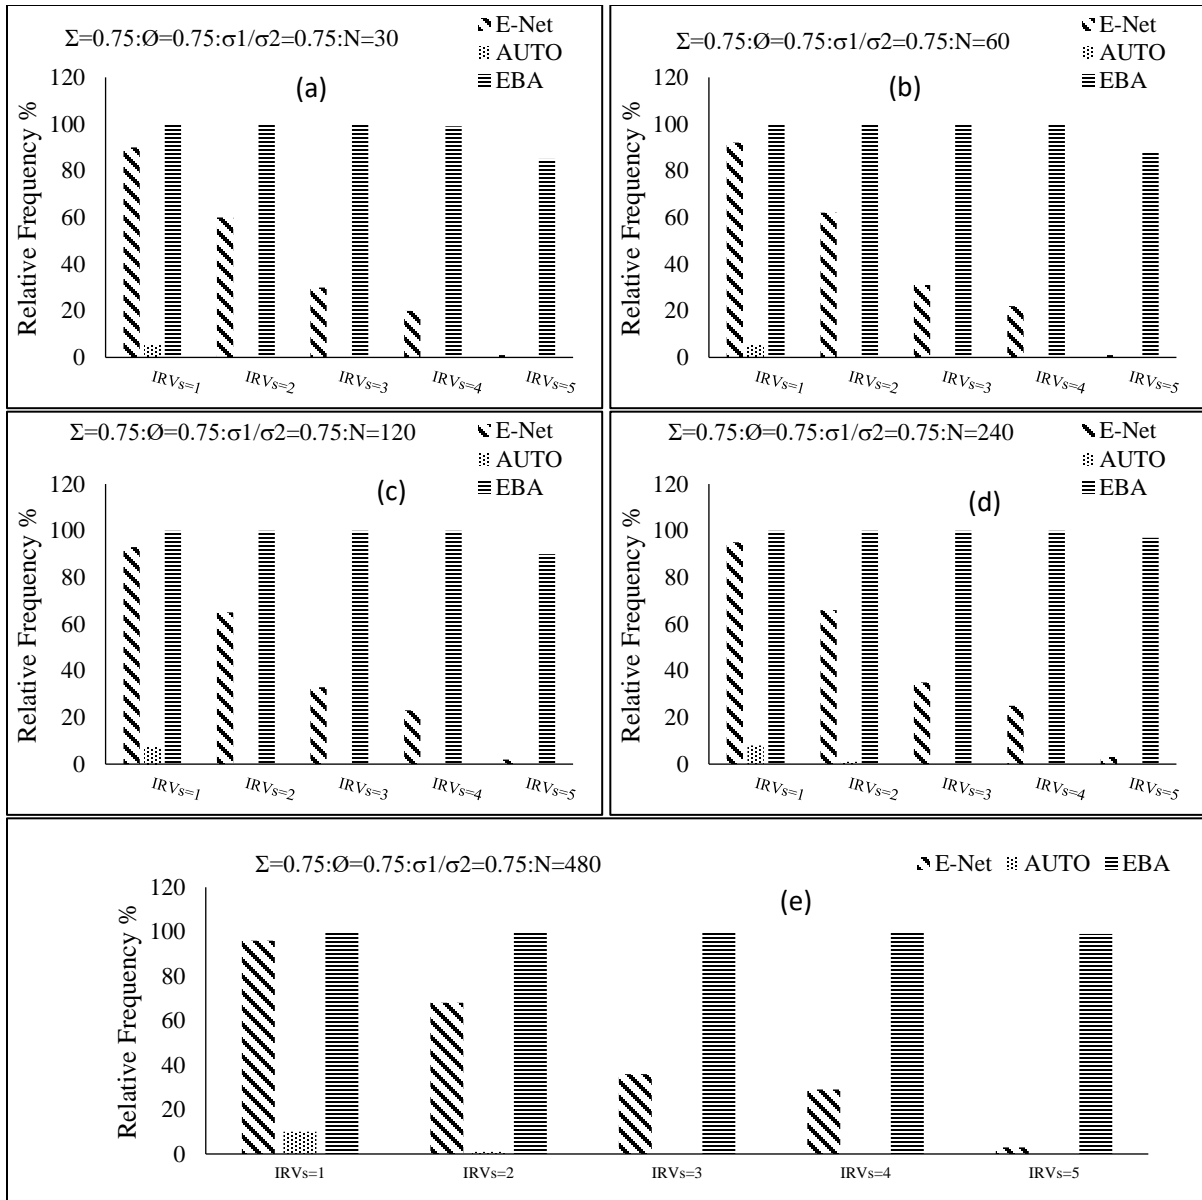 Σ=0.75:Ø=0.75:σ1/σ2=0.75:N=30
E-Net
AUTO
EBA
(a)
Relative Frequency %
120
100
80
60
40
20
0
IRVs=1 IRVs=2 IRVs=3 IRVs=4 IRVs=5
Σ=0.75:Ø=0.75:σ1/σ2=0.75:N=60
E-Net
AUTO
EBA
(b)
Relative Frequency %
120
100
80
60
40
20
0
IRVs=1 IRVs=2 IRVs=3 IRVs=4 IRVs=5
Σ=0.75:Ø=0.75:σ1/σ2=0.75:N=120
E-Net
AUTO
EBA
(c)
Relative Frequency %
120
100
80
60
40
20
0
IRVs=1 IRVs=2 IRVs=3 IRVs=4 IRVs=5
Σ=0.75:Ø=0.75:σ1/σ2=0.75:N=240
E-Net
AUTO
EBA
(d)
Relative Frequency %
120
100
80
60
40
20
0
IRVs=1 IRVs=2 IRVs=3 IRVs=4 IRVs=5
Σ=0.75:Ø=0.75:σ1/σ2=0.75:N=480
E-Net AUTO EBA
(e)
Relative Frequency %
120
100
80
60
40
20
0
IRVs=1 IRVs=2 IRVs=3 IRVs=4 IRVs=5